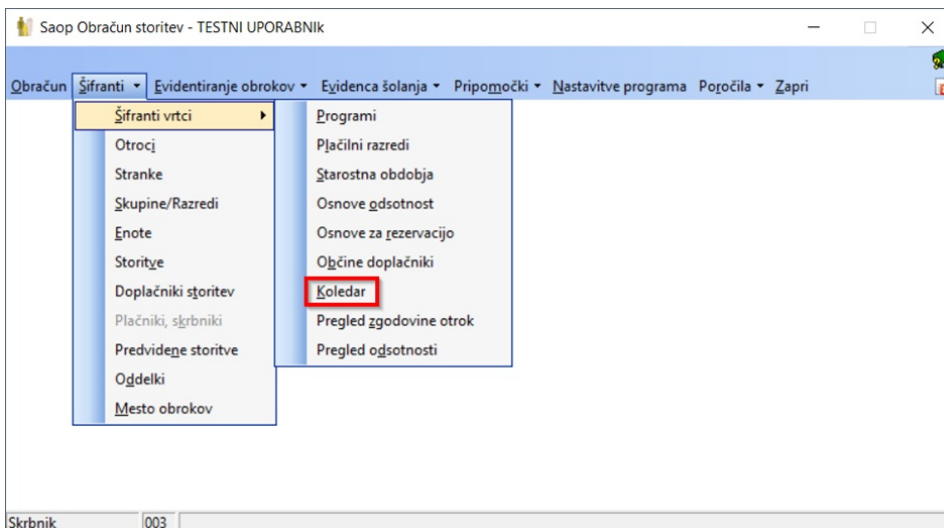 Saop Obračun storitev - TESTNI UPORABNIk
Obračun Šifranti Evidentiranje obrokov Evidenca šolanja Pripomočki Nastavitve programa Poročila Zapri
Šifranti vrtci
Otroci
Stranke
Skupine/Razredi
Enote
Storitve
Doplačniki storitev
Plačniki, skrbniki
Predvidene storitve
Oddelki
Mesto obrokov
Programi
Plačilni razredi
Starostna obdobja
Osnove odsotnost
Osnove za rezervacijo
Občine doplačniki
Koledar
Pregled zgodovine otrok
Pregled odsotnosti
Skrbnik 003